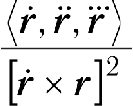 ⟨ṙ, r̈, r⃛⟩
[ṙ × r]²